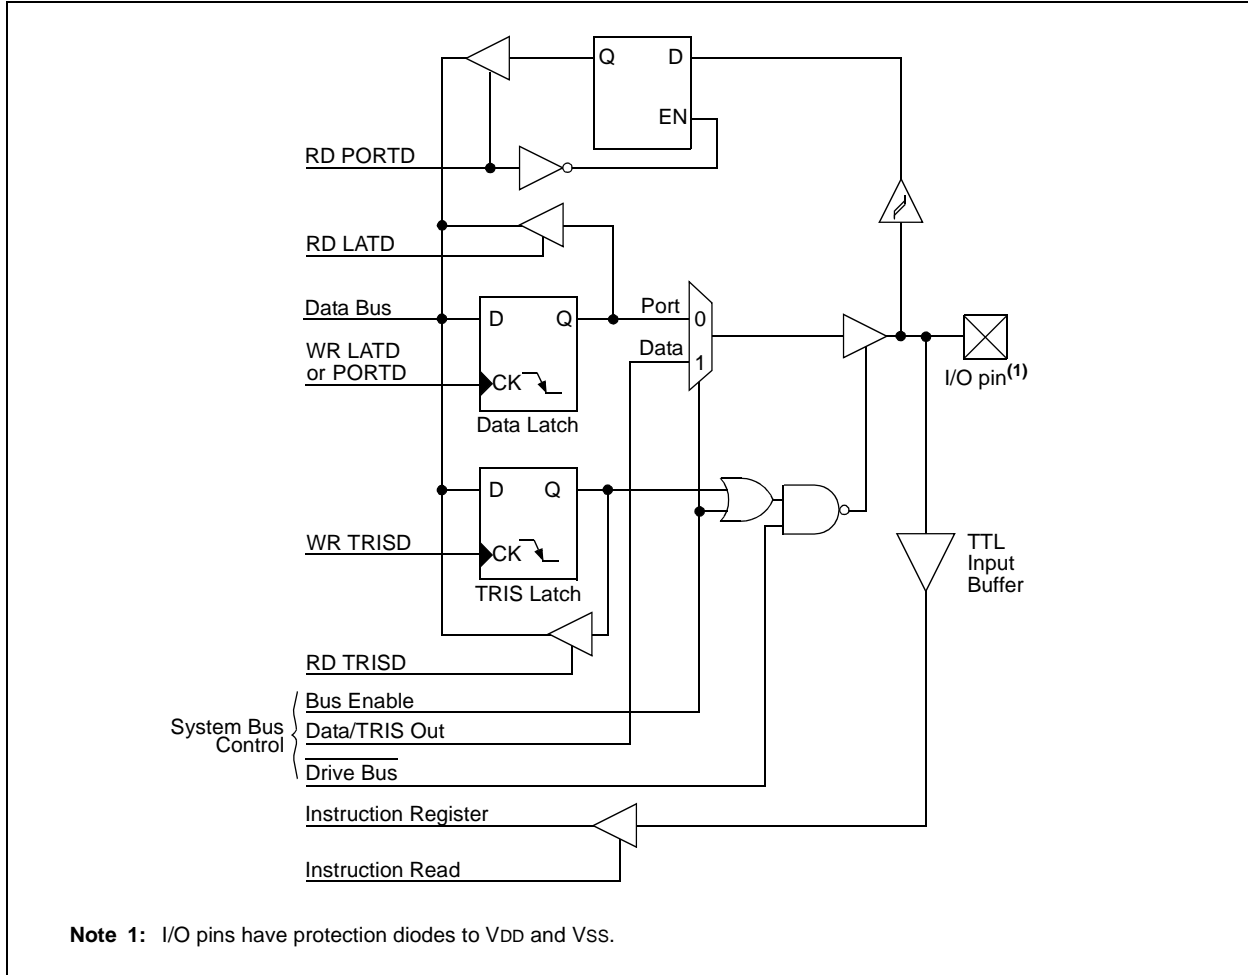 Q
D
EN
RD PORTD
RD LATD
Data Bus
D
Q
Port
0
WR LATD
or PORTD
CK
Data
1
I/O pin(1)
Data Latch
D
Q
WR TRISD
CK
TRIS Latch
TTL
Input
Buffer
RD TRISD
System Bus
Control
Bus Enable
Data/TRIS Out
Drive Bus
Instruction Register
Instruction Read
Note 1: I/O pins have protection diodes to VDD and VSS.